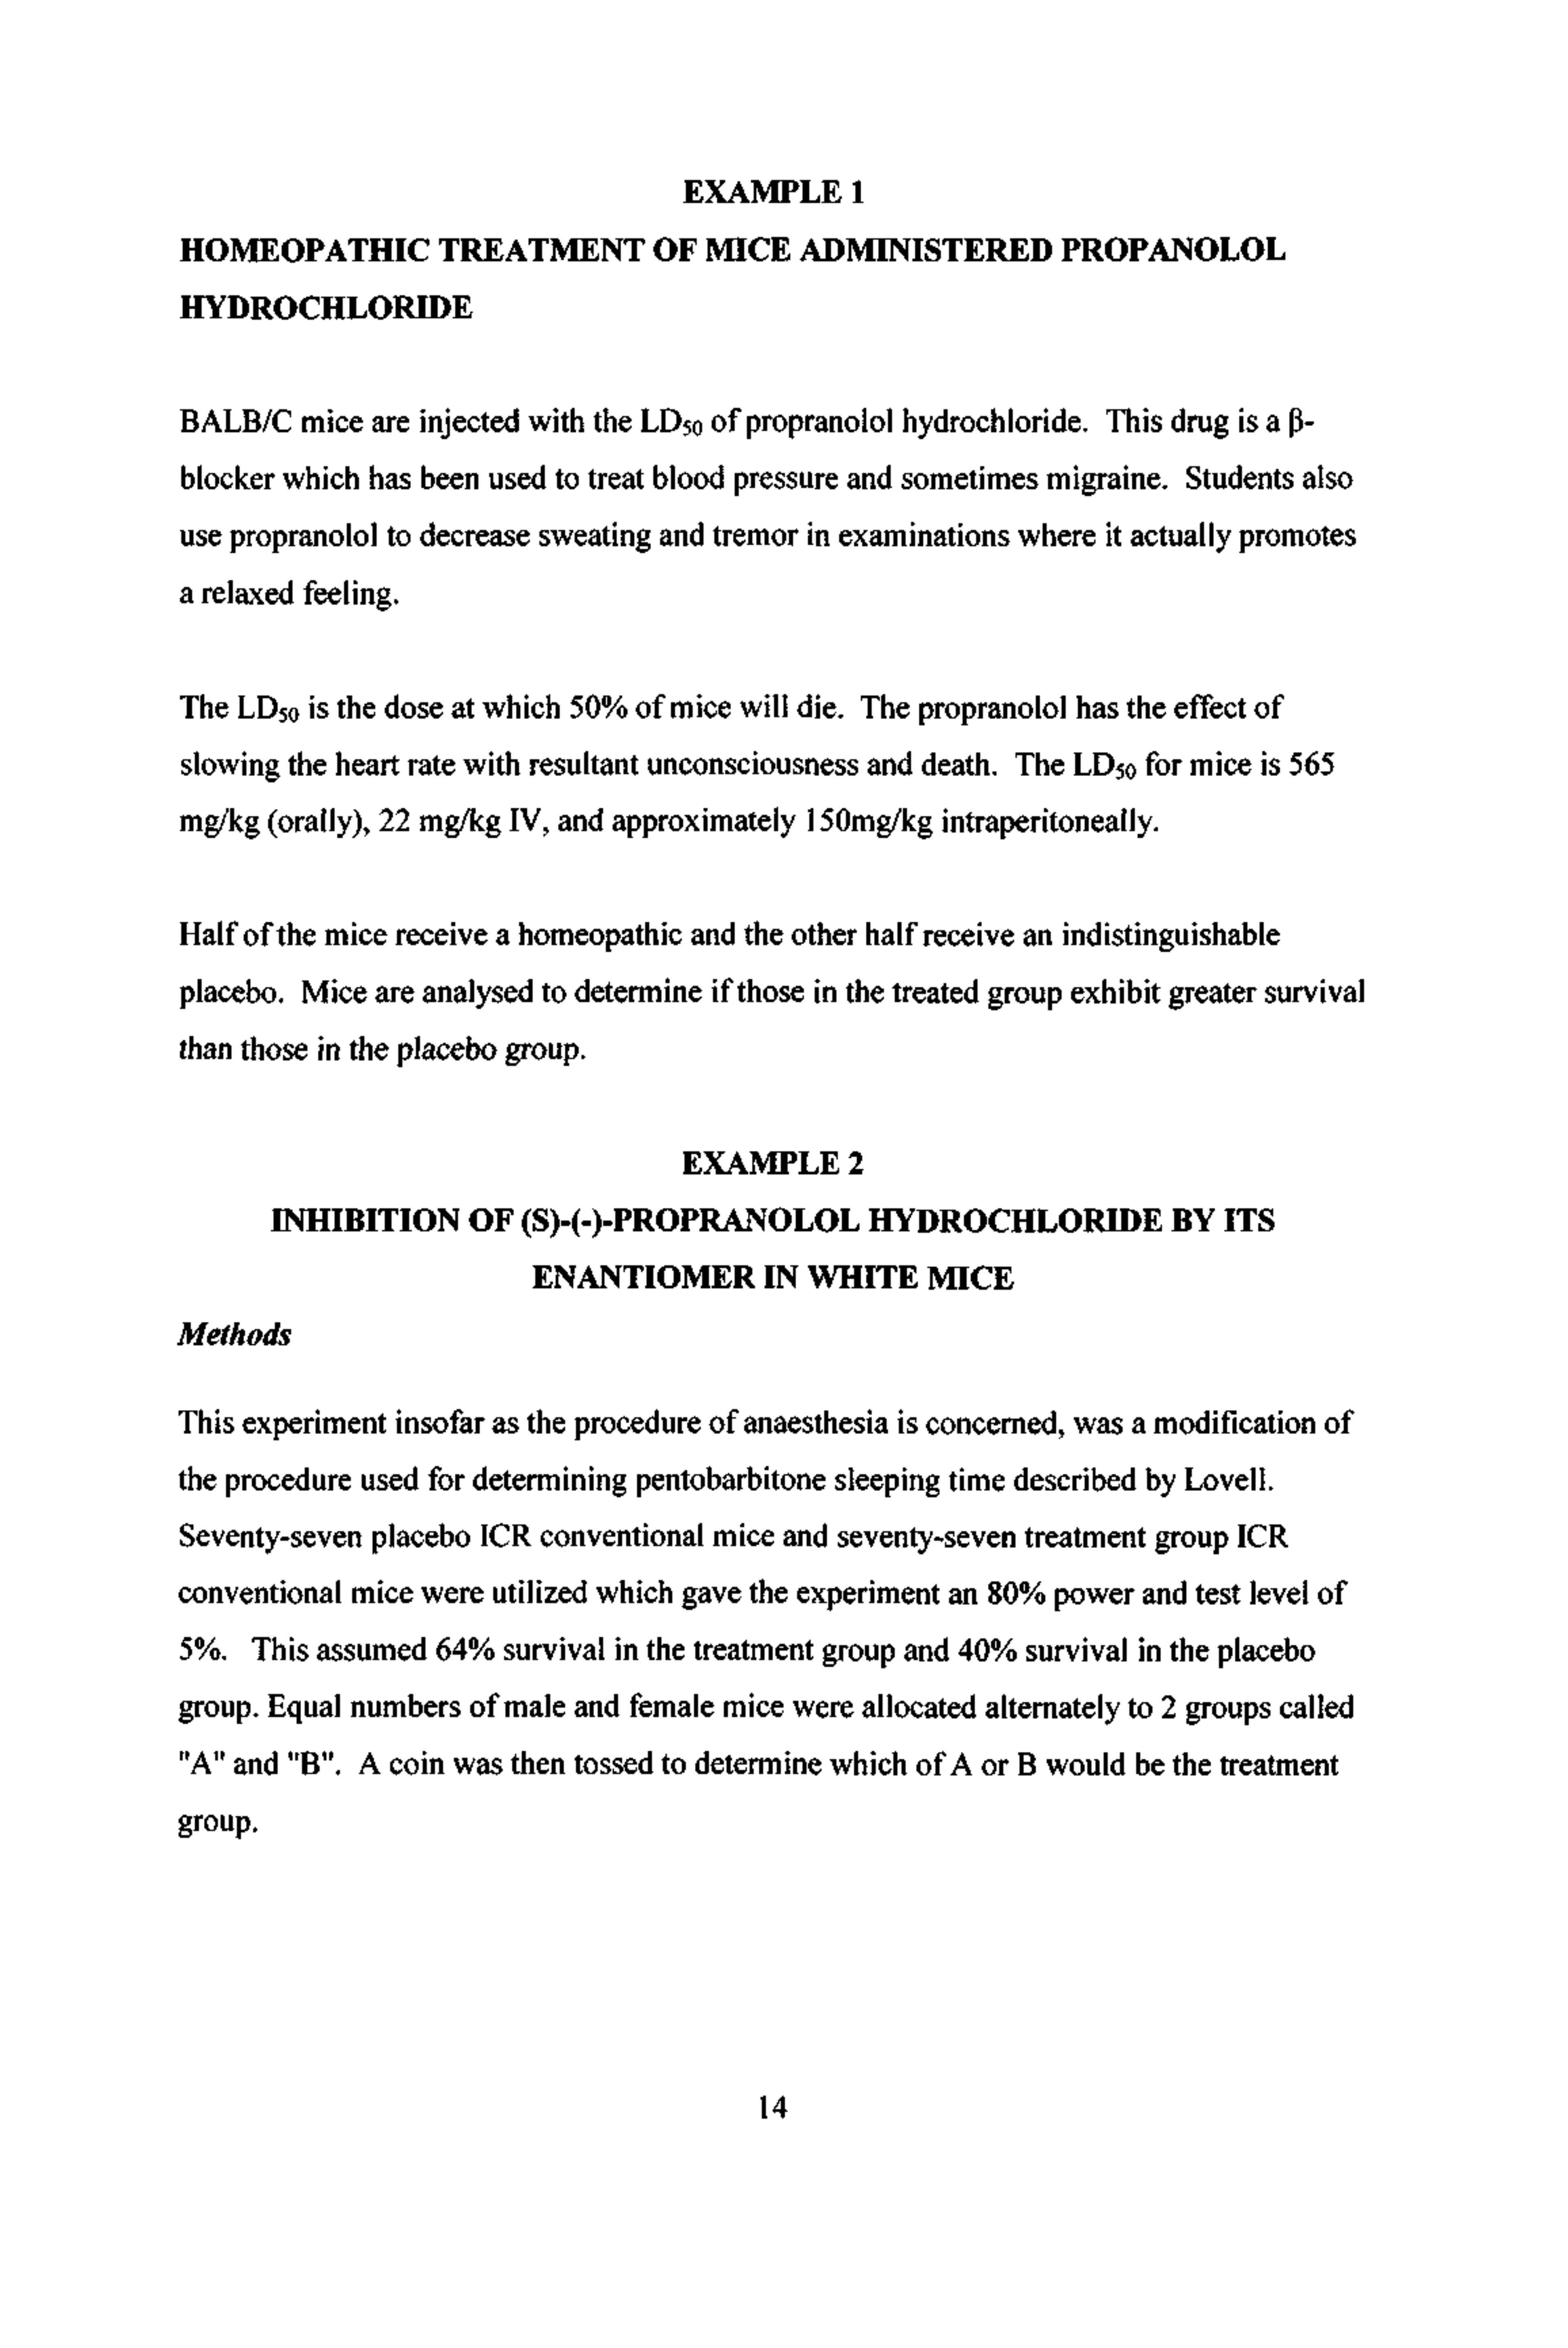 EXAMPLE 1
HOMEOPATHIC TREATMENT OF MICE ADMINISTERED PROPANOLOL
HYDROCHLORIDE
BALB/C mice are injected with the LD50 of propranolol hydrochloride. This drug is a β-
blocker which has been used to treat blood pressure and sometimes migraine. Students also
use propranolol to decrease sweating and tremor in examinations where it actually promotes
a relaxed feeling.
The LD50 is the dose at which 50% of mice will die. The propranolol has the effect of
slowing the heart rate with resultant unconsciousness and death. The LD50 for mice is 565
mg/kg (orally), 22 mg/kg IV, and approximately 150mg/kg intraperitoneally.
Half of the mice receive a homeopathic and the other half receive an indistinguishable
placebo. Mice are analysed to determine if those in the treated group exhibit greater survival
than those in the placebo group.
EXAMPLE 2
INHIBITION OF (S)-(-)-PROPRANOLOL HYDROCHLORIDE BY ITS
ENANTIOMER IN WHITE MICE
Methods
This experiment insofar as the procedure of anaesthesia is concerned, was a modification of
the procedure used for determining pentobarbitone sleeping time described by Lovell.
Seventy-seven placebo ICR conventional mice and seventy-seven treatment group ICR
conventional mice were utilized which gave the experiment an 80% power and test level of
5%. This assumed 64% survival in the treatment group and 40% survival in the placebo
group. Equal numbers of male and female mice were allocated alternately to 2 groups called
"A" and "B". A coin was then tossed to determine which of A or B would be the treatment
group.
14